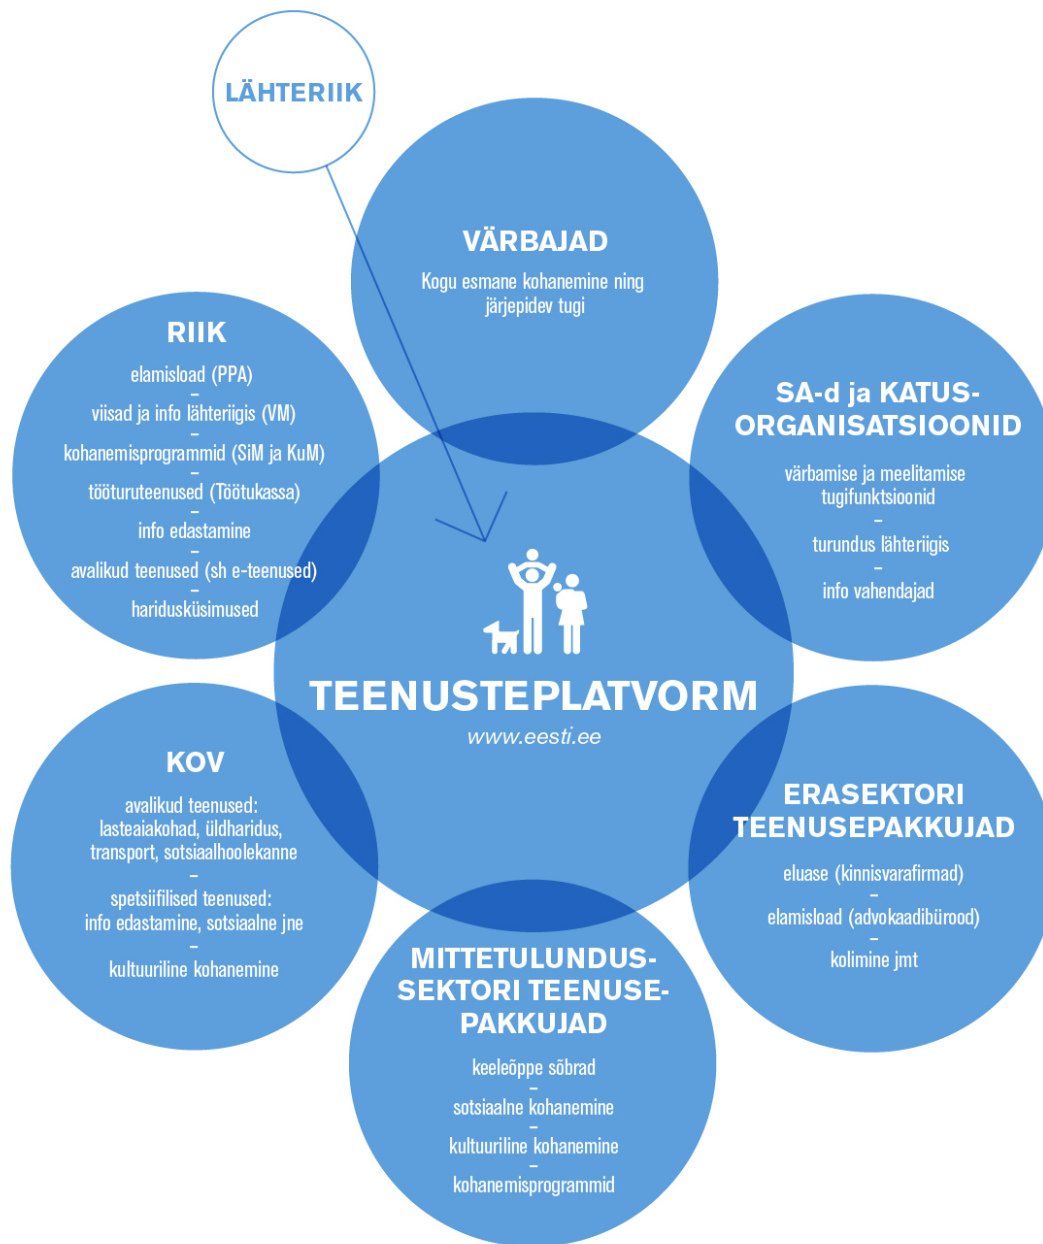 LÄHTERIIK
VÄRBAJAD
Kogu esmane kohanemine ning
järjepidev tugi
RIIK
elamisload (PPA)
–
viisad ja info lähteriigis (VM)
–
kohanemisprogrammid (SiM ja KuM)
–
tööturuteenused (Töötukassa)
–
info edastamine
–
avalikud teenused (sh e-teenused)
–
haridusküsimused
SA-d ja KATUS-
ORGANISATSIOONID
värbamise ja meelitamise
tugifunktsioonid
–
turundus lähteriigis
–
info vahendajad
TEENUSTEPLATVORM
www.eesti.ee
KOV
avalikud teenused:
lasteaiakohad, üldharidus,
transport, sotsiaalhoolekanne
–
spetsiifilised teenused:
info edastamine, sotsiaalne jne
–
kultuuriline kohanemine
ERASEKTORI
TEENUSEPAKKUJAD
eluase (kinnisvarafirmad)
–
elamisload (advokaadibürood)
–
kolimine jmt
MITTETULUNDUS-
SEKTORI TEENUSE-
PAKKUJAD
keeleõppe sõbrad
–
sotsiaalne kohanemine
–
kultuuriline kohanemine
–
kohanemisprogrammid